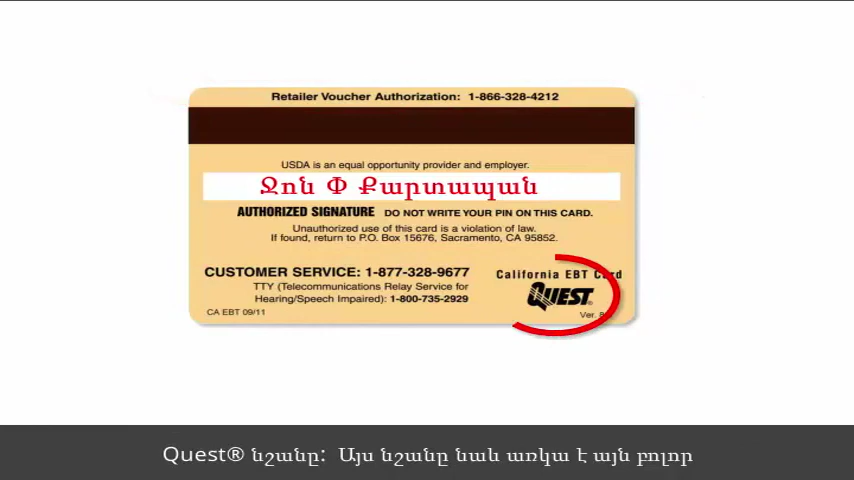 Retailer Voucher Authorization: 1-866-328-4212
USDA is an equal opportunity provider and employer.
Ջոն Փ Քարտապան
AUTHORIZED SIGNATURE DO NOT WRITE YOUR PIN ON THIS CARD.
Unauthorized use of this card is a violation of law.
If found, return to P.O. Box 15676, Sacramento, CA 95852.
CUSTOMER SERVICE: 1-877-328-9677
TTY (Telecommunications Relay Service for
Hearing/Speech Impaired): 1-800-735-2929
CA EBT 09/11
California EBT Card
QUEST®
Ver.
Quest® նշանը: Այս նշանը նաև առկա է այն բոլոր